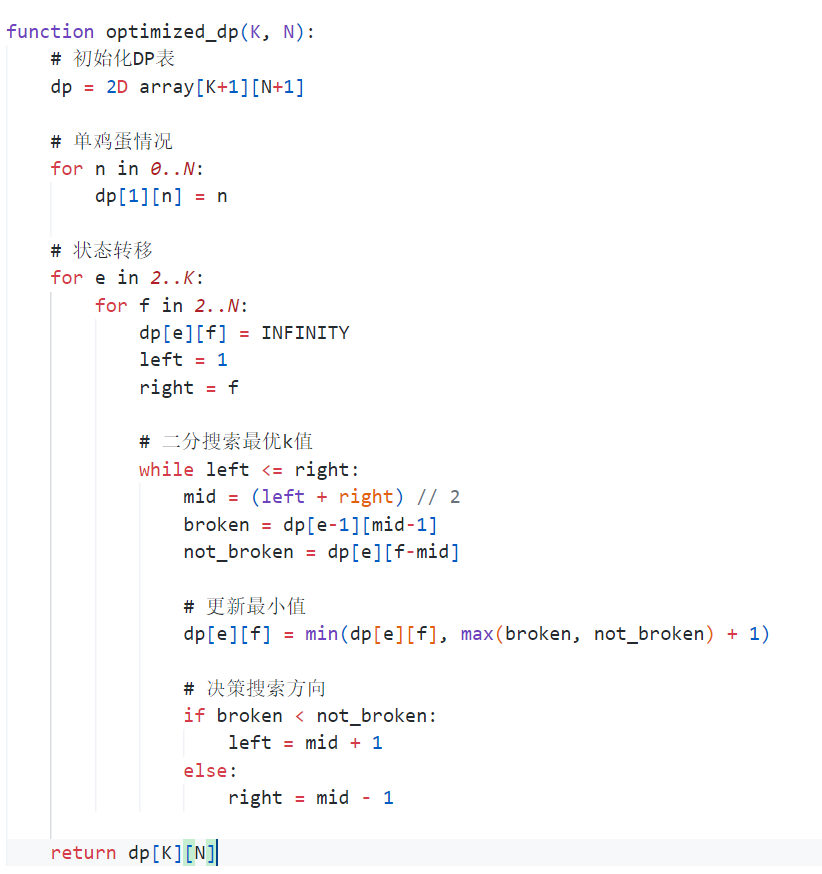 function optimized_dp(K, N):
    # 初始化DP表
    dp = 2D array[K+1][N+1]
    # 单鸡蛋情况
    for n in 0..N:
        dp[1][n] = n
    # 状态转移
    for e in 2..K:
        for f in 2..N:
            dp[e][f] = INFINITY
            left = 1
            right = f
            # 二分搜索最优k值
            while left <= right:
                mid = (left + right) // 2
                broken = dp[e-1][mid-1]
                not_broken = dp[e][f-mid]
                # 更新最小值
                dp[e][f] = min(dp[e][f], max(broken, not_broken) + 1)
                # 决策搜索方向
                if broken < not_broken:
                    left = mid + 1
                else:
                    right = mid - 1
    return dp[K][N]